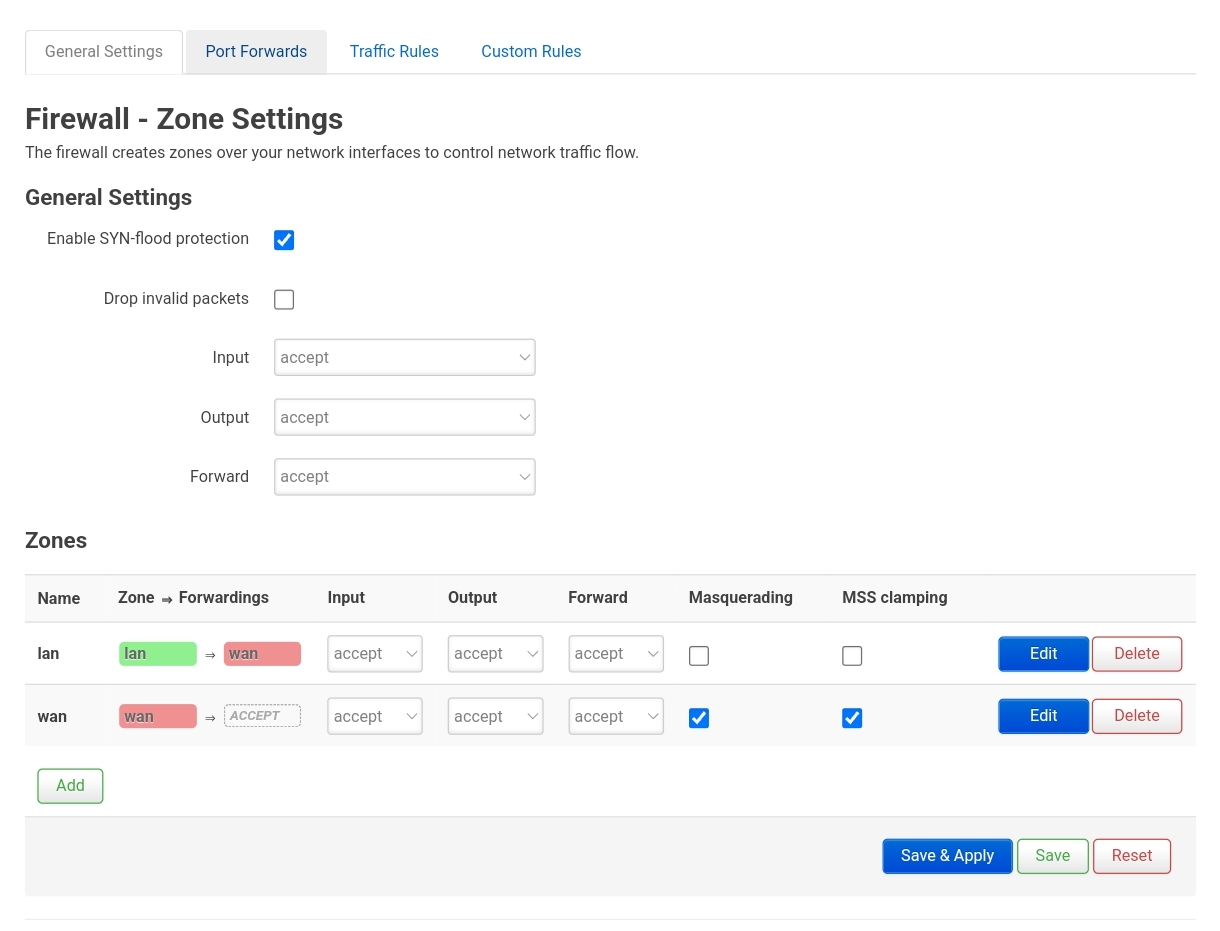 General Settings Port Forwards Traffic Rules Custom Rules
Firewall - Zone Settings
The firewall creates zones over your network interfaces to control network traffic flow.
General Settings
Enable SYN-flood protection
Drop invalid packets
Input accept
Output accept
Forward accept
Zones
Name Zone ⇒ Forwardings Input Output Forward Masquerading MSS clamping
lan lan ⇒ wan accept accept accept Edit Delete
wan wan ⇒ ACCEPT accept accept accept Edit Delete
Add
Save & Apply Save Reset